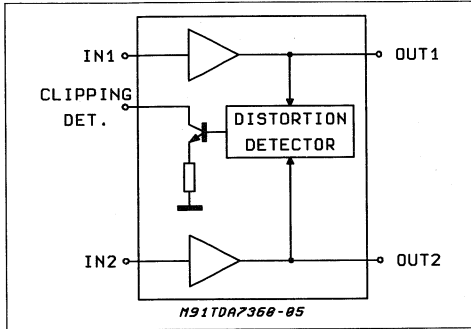 IN1
OUT1
CLIPPING
DET.
DISTORTION
DETECTOR
IN2
OUT2
M91TDA7360-05